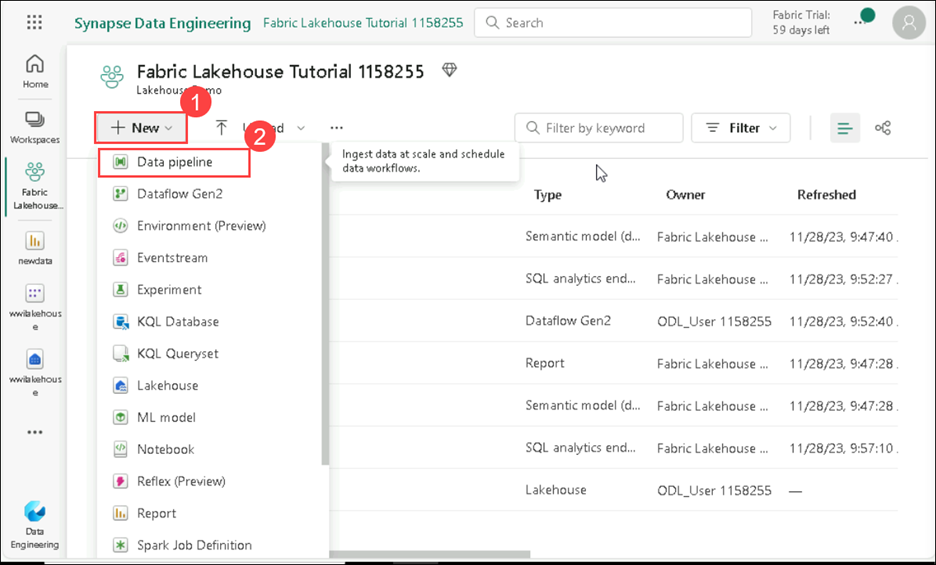 Synapse Data Engineering
Fabric Lakehouse Tutorial 1158255
Search
Fabric Trial:
59 days left
Home
Workspaces
Fabric
Lakehouse...
newdata
wwilakehous
e
wwilakehous
e
Data
Engineering
Fabric Lakehouse Tutorial 1158255
1
New
2
Filter by keyword
Filter
Data pipeline
Ingest data at scale and schedule
data workflows.
Dataflow Gen2
Environment (Preview)
Eventstream
Experiment
KQL Database
KQL Queryset
Lakehouse
ML model
Notebook
Reflex (Preview)
Report
Spark Job Definition
Type Owner Refreshed
Semantic model (d... Fabric Lakehouse ... 11/28/23, 9:47:40
SQL analytics end... Fabric Lakehouse ... 11/28/23, 9:52:27
Dataflow Gen2 ODL_User 1158255 11/28/23, 9:52:40
Report Fabric Lakehouse ... 11/28/23, 9:47:28
Semantic model (d... Fabric Lakehouse ... 11/28/23, 9:47:28
SQL analytics end... Fabric Lakehouse ... 11/28/23, 9:57:10
Lakehouse ODL_User 1158255 —